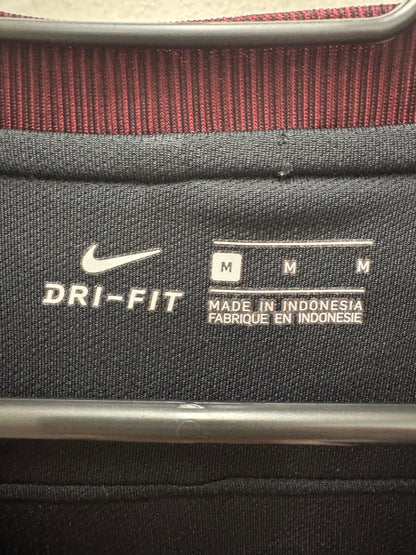 DRI-FIT
M M M
MADE IN INDONESIA
FABRIQUE EN INDONESIE